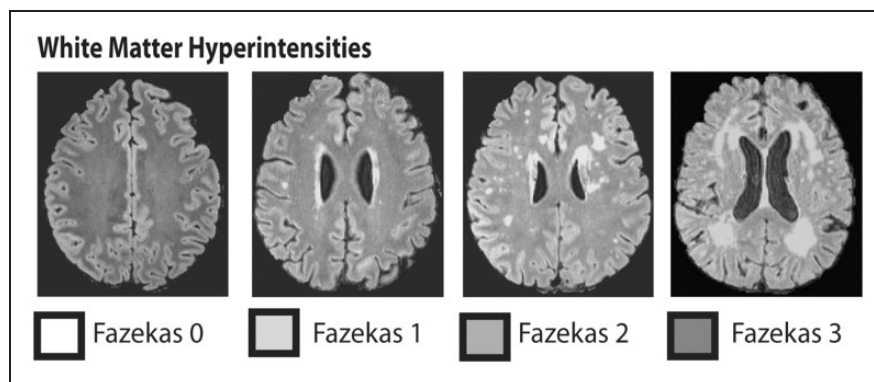 White Matter Hyperintensities
Fazekas 0 Fazekas 1 Fazekas 2 Fazekas 3